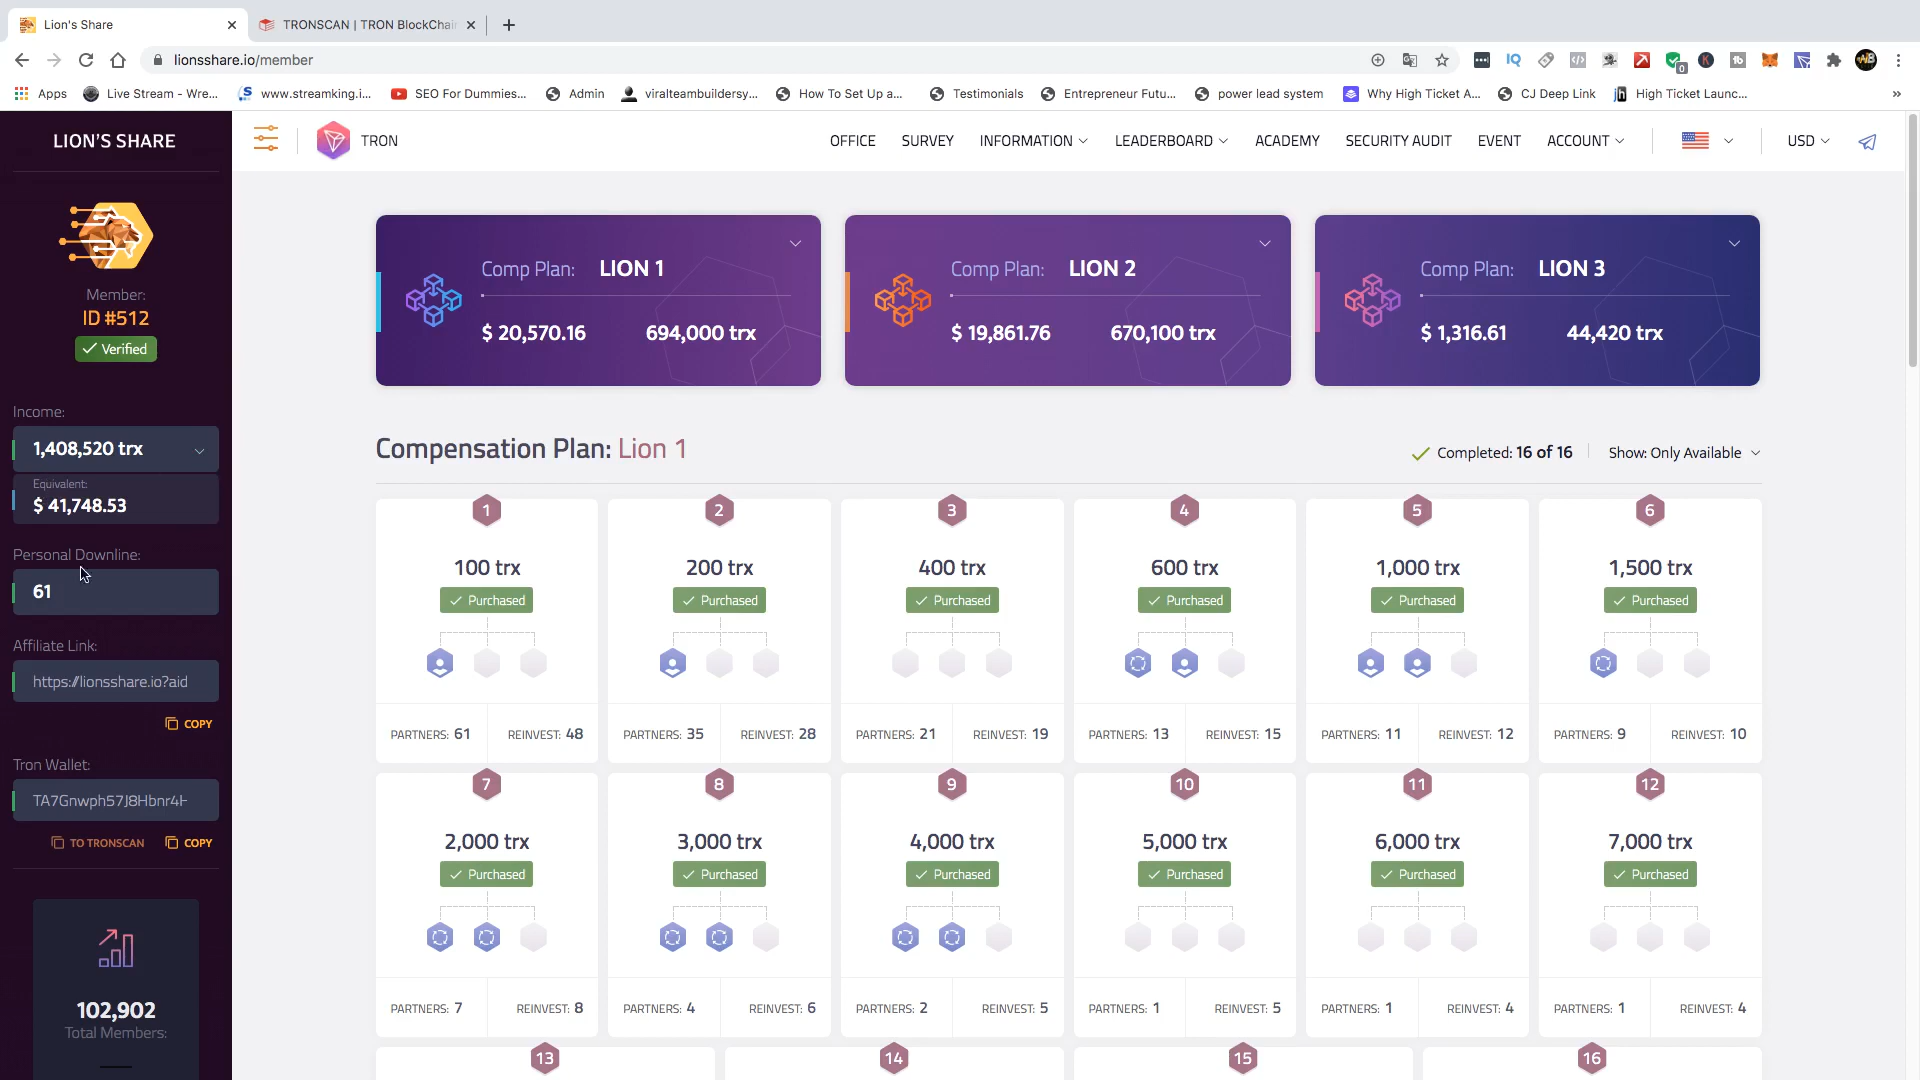 Lion's Share
TRONSCAN | TRON BlockChai
lionsshare.io/member
Apps
Live Stream - Wre...
www.streamking.i...
SEO For Dummies...
Admin
viralteambuildersy...
How To Set Up a...
Testimonials
Entrepreneur Futu...
power lead system
Why High Ticket A...
CJ Deep Link
High Ticket Launc...
»
LION'S SHARE
TRON
OFFICE
SURVEY
INFORMATION
LEADERBOARD
ACADEMY
SECURITY AUDIT
EVENT
ACCOUNT
USD
Member:
ID #512
Verified
Income:
1,408,520 trx
Equivalent:
$ 41,748.53
Personal Downline:
61
Affiliate Link:
https://lionsshare.io?aid
COPY
Tron Wallet:
TA7Gnwph57J8Hbnr4H
TO TRONSCAN
COPY
102,902
Total Members:
Comp Plan: LION 1
$ 20,570.16 694,000 trx
Comp Plan: LION 2
$ 19,861.76 670,100 trx
Comp Plan: LION 3
$ 1,316.61 44,420 trx
Compensation Plan: Lion 1
Completed: 16 of 16
Show: Only Available
1
100 trx
Purchased
PARTNERS: 61 REINVEST: 48
2
200 trx
Purchased
PARTNERS: 35 REINVEST: 28
3
400 trx
Purchased
PARTNERS: 21 REINVEST: 19
4
600 trx
Purchased
PARTNERS: 13 REINVEST: 15
5
1,000 trx
Purchased
PARTNERS: 11 REINVEST: 12
6
1,500 trx
Purchased
PARTNERS: 9 REINVEST: 10
7
2,000 trx
Purchased
PARTNERS: 7 REINVEST: 8
8
3,000 trx
Purchased
PARTNERS: 4 REINVEST: 6
9
4,000 trx
Purchased
PARTNERS: 2 REINVEST: 5
10
5,000 trx
Purchased
PARTNERS: 1 REINVEST: 5
11
6,000 trx
Purchased
PARTNERS: 1 REINVEST: 4
12
7,000 trx
Purchased
PARTNERS: 1 REINVEST: 4
13
14
15
16